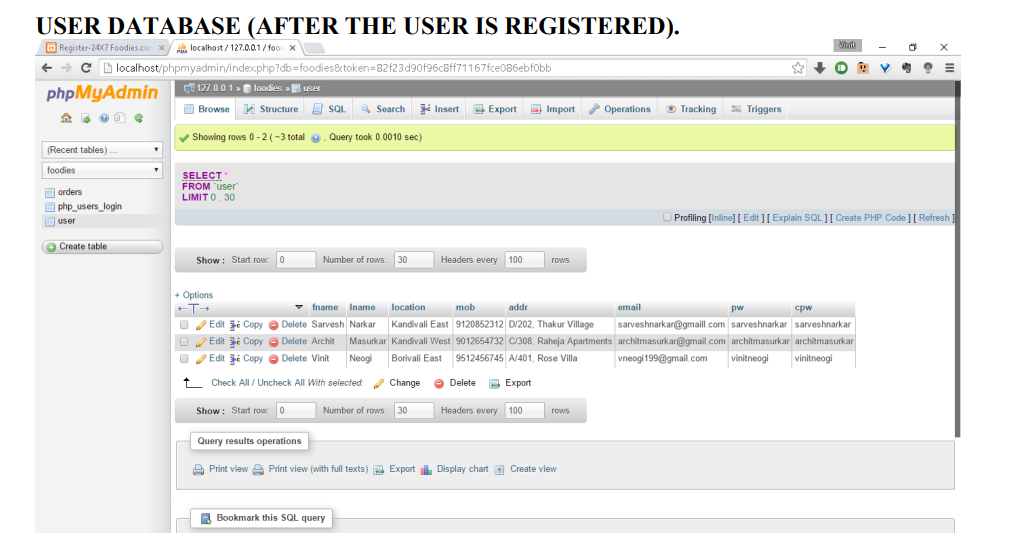 USER DATABASE (AFTER THE USER IS REGISTERED).
Register-24X7 Foodies.co
localhost / 127.0.0.1 / foo
Vinit
localhost/phpmyadmin/index.php?db=foodies&token=82f23d90f96c8ff71167fce0B6ebf0bb
phpMyAdmin
127.0.0.1 » foodies » user
Browse Structure SQL Search Insert Export Import Operations Tracking Triggers
Showing rows 0 - 2 ( ~3 total , Query took 0.0010 sec)
(Recent tables) ...
foodies
orders
php_users_login
user
Create table
SELECT *
FROM `user`
LIMIT 0 , 30
Profiling [Inline] [ Edit ] [ Explain SQL ] [ Create PHP Code ] [ Refresh ]
Show : Start row: 0 Number of rows: 30 Headers every 100 rows
+ Options
←T→ fname lname location mob addr email pw cpw
Edit Copy Delete Sarvesh Narkar Kandivali East 9120852312 D/202, Thakur Village sarveshnarkar@gmaill.com sarveshnarkar sarveshnarkar
Edit Copy Delete Archit Masurkar Kandivali West 9012654732 C/308, Raheja Apartments architmasurkar@gmail.com architmasurkar architmasurkar
Edit Copy Delete Vinit Neogi Borivali East 9512456745 A/401, Rose Villa vneogi199@gmail.com vinitneogi vinitneogi
Check All / Uncheck All With selected: Change Delete Export
Show : Start row: 0 Number of rows: 30 Headers every 100 rows
Query results operations
Print view Print view (with full texts) Export Display chart Create view
Bookmark this SQL query